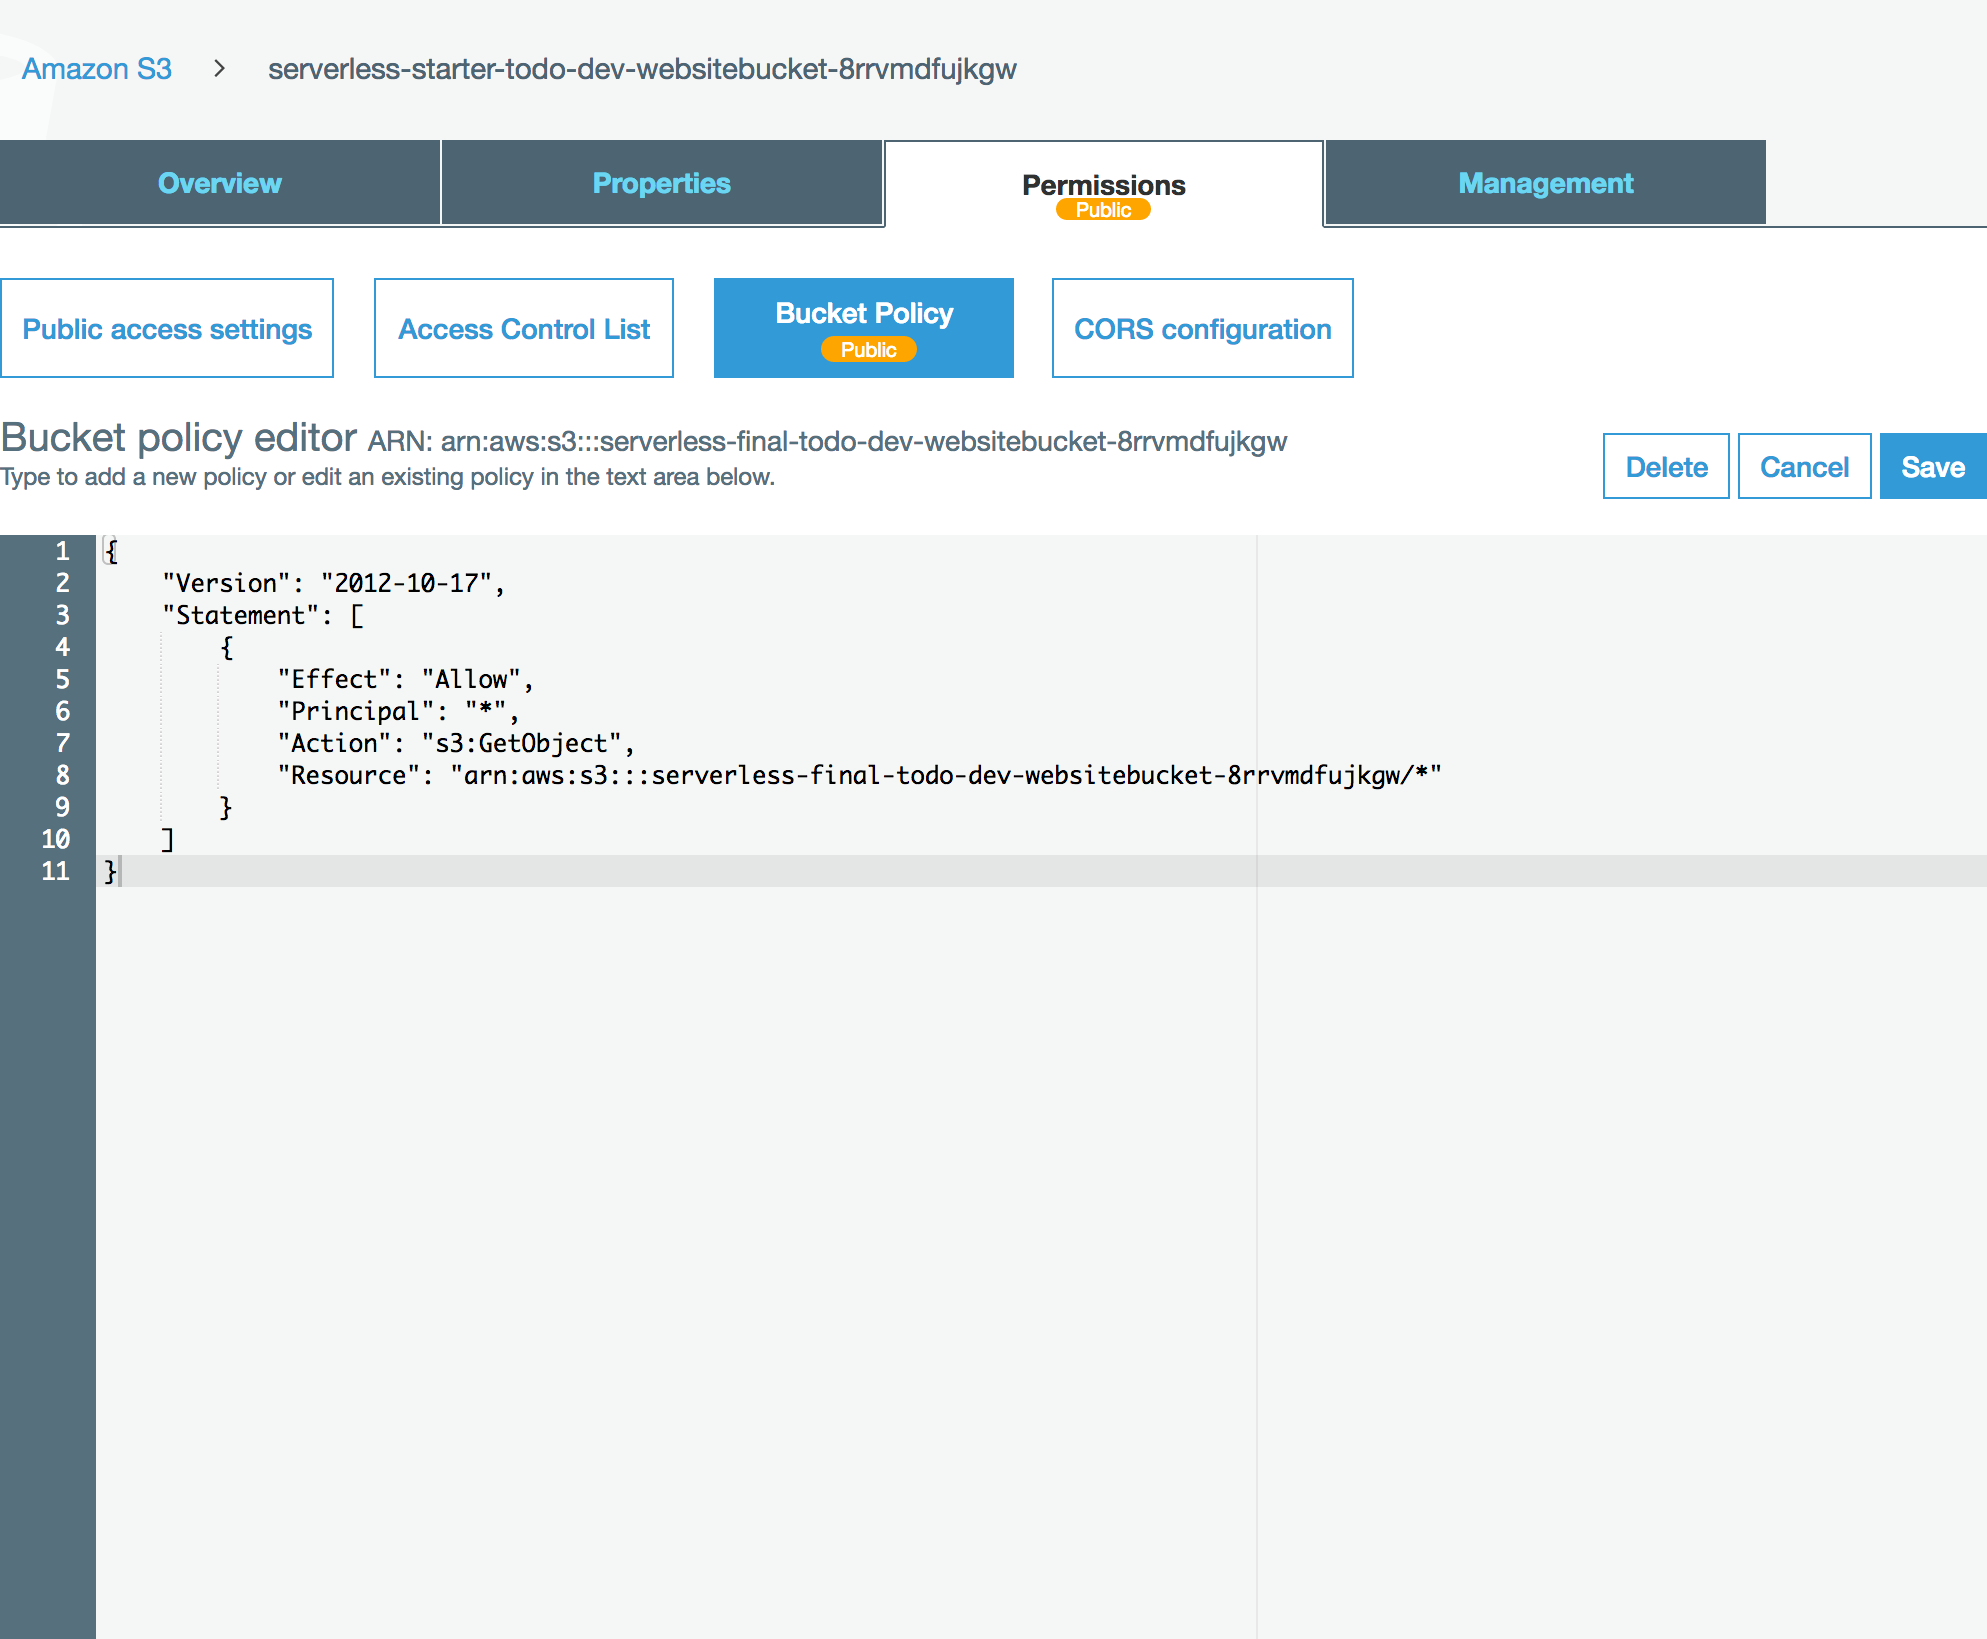 Amazon S3 > serverless-starter-todo-dev-websitebucket-8rrvmdfujkgw
Overview
Properties
Permissions
Public
Management
Public access settings
Access Control List
Bucket Policy
Public
CORS configuration
Bucket policy editor ARN: arn:aws:s3:::serverless-final-todo-dev-websitebucket-8rrvmdfujkgw
Type to add a new policy or edit an existing policy in the text area below.
Delete
Cancel
Save
1 {
2 "Version": "2012-10-17",
3 "Statement": [
4 {
5 "Effect": "Allow",
6 "Principal": "*",
7 "Action": "s3:GetObject",
8 "Resource": "arn:aws:s3:::serverless-final-todo-dev-websitebucket-8rrvmdfujkgw/*"
9 }
10 ]
11 }